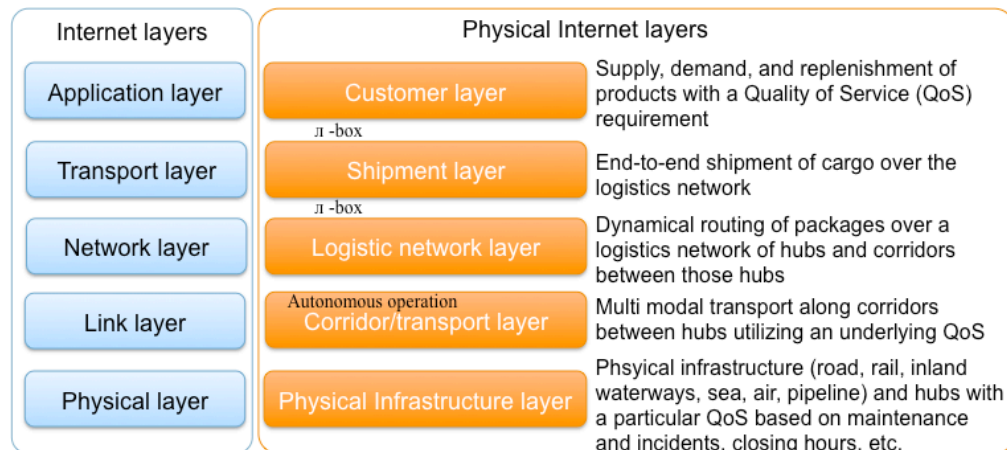 Internet layers
Physical Internet layers
Application layer
Customer layer
Supply, demand, and replenishment of
products with a Quality of Service (QoS)
requirement
л -box
Transport layer
Shipment layer
End-to-end shipment of cargo over the
logistics network
л -box
Network layer
Logistic network layer
Dynamical routing of packages over a
logistics network of hubs and corridors
between those hubs
Autonomous operation
Link layer
Corridor/transport layer
Multi modal transport along corridors
between hubs utilizing an underlying QoS
Physical layer
Physical Infrastructure layer
Phsyical infrastructure (road, rail, inland
waterways, sea, air, pipeline) and hubs with
a particular QoS based on maintenance
and incidents, closing hours, etc.